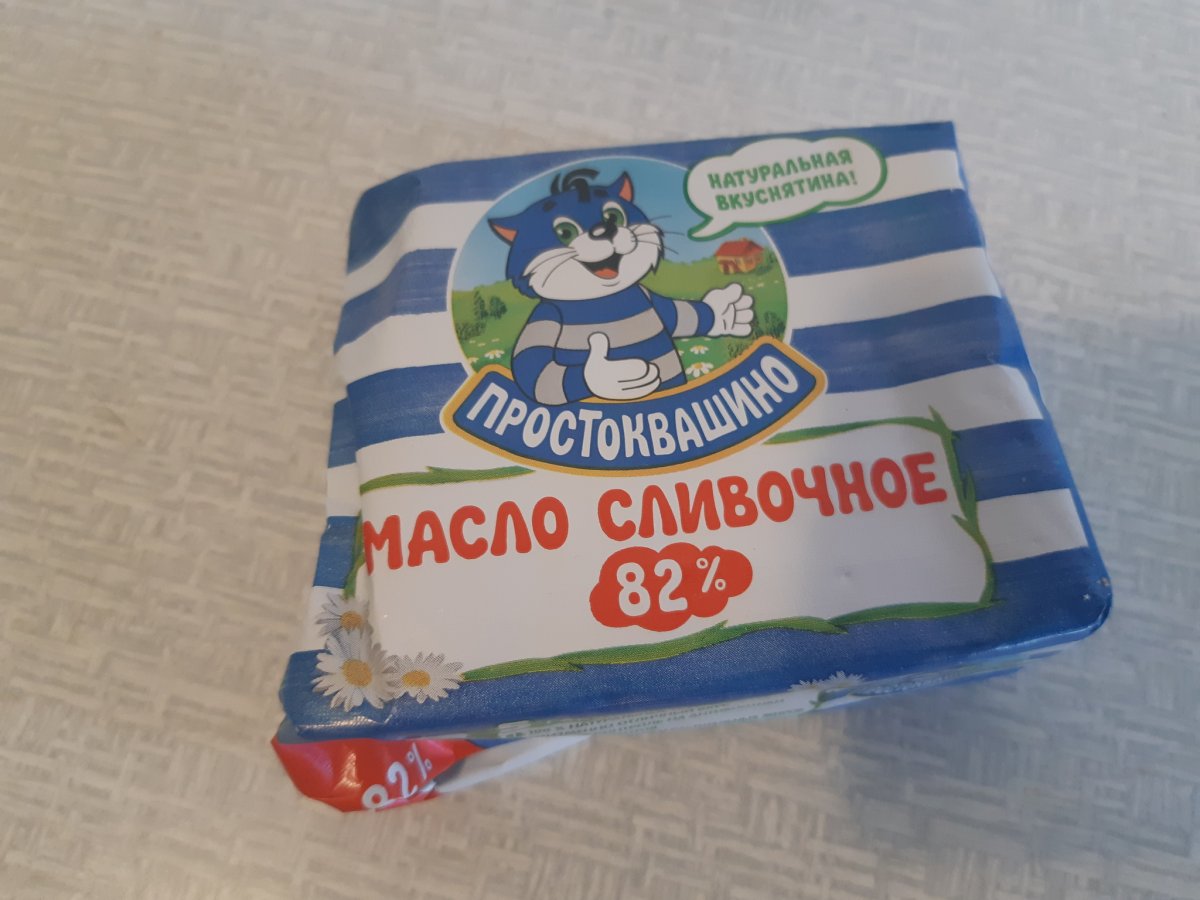 НАТУРАЛЬНАЯ
ВКУСНЯТИНА!
ПРОСТОКВАШИНО
МАСЛО СЛИВОЧНОЕ
82%
82%